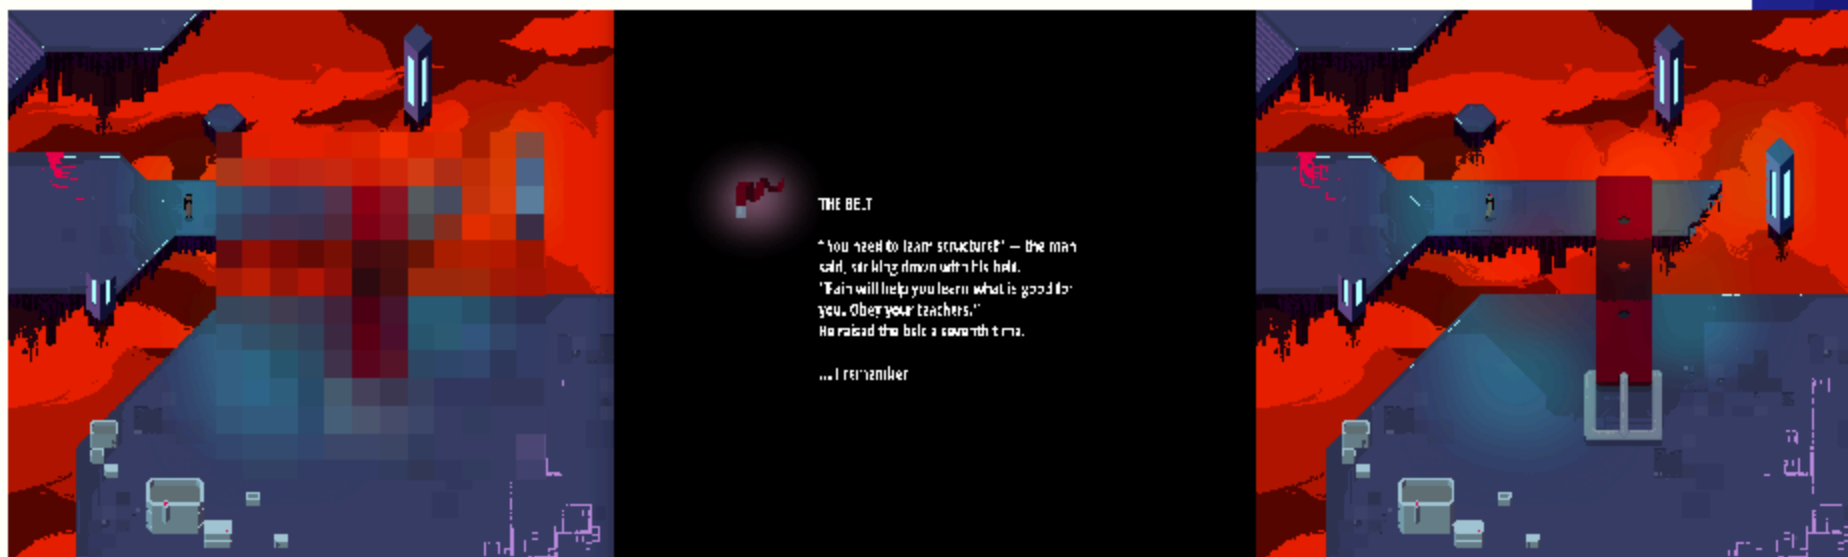 THE BELT
"You need to learn structure!" — the man
said, striking down with his belt.
"Pain will help you learn what is good for
you. Obey your teachers."
He raised the belt a seventh time.
...I remember